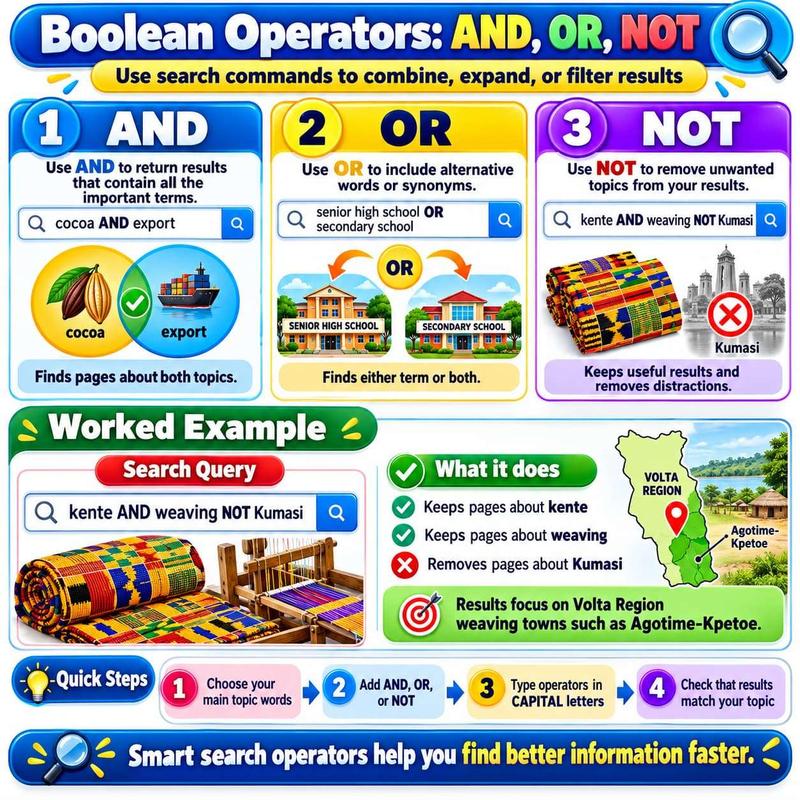 Boolean Operators: AND, OR, NOT
Use search commands to combine, expand, or filter results
1 AND
Use AND to return results
that contain all the
important terms.
cocoa AND export
cocoa
export
Finds pages about both topics.
2 OR
Use OR to include alternative
words or synonyms.
senior high school OR
secondary school
OR
SENIOR HIGH SCHOOL
SECONDARY SCHOOL
Finds either term or both.
3 NOT
Use NOT to remove unwanted
topics from your results.
kente AND weaving NOT Kumasi
Kumasi
Keeps useful results and
removes distractions.
Worked Example
Search Query
kente AND weaving NOT Kumasi
What it does
Keeps pages about kente
Keeps pages about weaving
Removes pages about Kumasi
VOLTA
REGION
Agotime-
Kpetoe
Results focus on Volta Region
weaving towns such as Agotime-Kpetoe.
Quick Steps
1 Choose your
main topic words
2 Add AND, OR,
or NOT
3 Type operators in
CAPITAL letters
4 Check that results
match your topic
Smart search operators help you find better information faster.